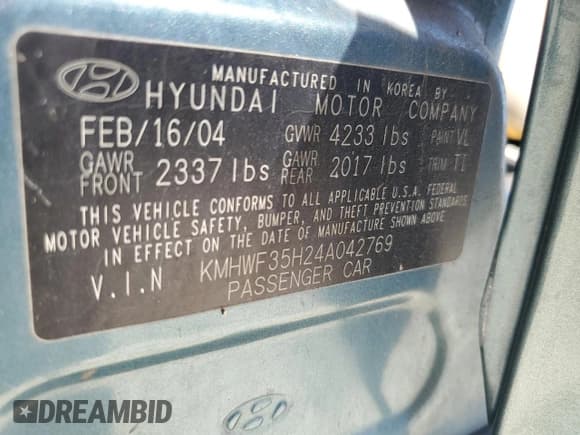 MANUFACTURED IN KOREA BY
HYUNDAI MOTOR COMPANY
FEB/16/04 GVWR 4233 lbs PAINT VL
GAWR FRONT 2337 lbs GAWR REAR 2017 lbs TRIM TI
THIS VEHICLE CONFORMS TO ALL APPLICABLE U.S.A. FEDERAL
MOTOR VEHICLE SAFETY, BUMPER, AND THEFT PREVENTION STANDARDS
IN EFFECT ON THE DATE OF MANUFACTURE SHOWN ABOVE.
V.I.N KMHWF35H24A042769
PASSENGER CAR
DREAMBID